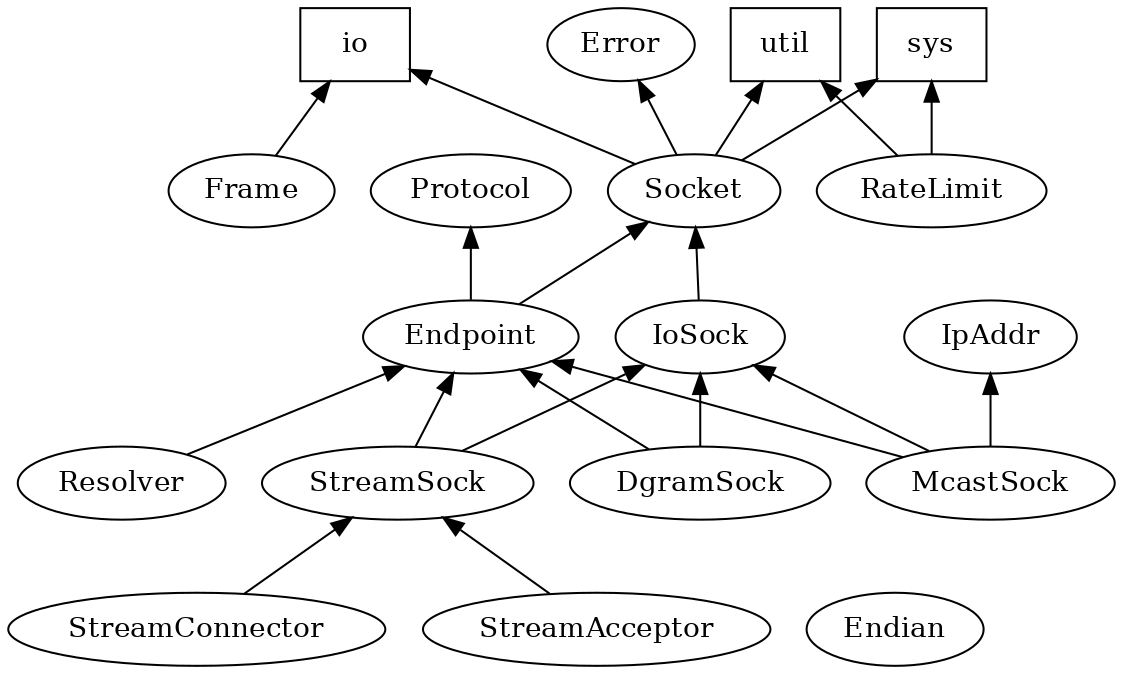 io
Error
util
sys
Frame
Protocol
Socket
RateLimit
Endpoint
IoSock
IpAddr
Resolver
StreamSock
DgramSock
McastSock
StreamConnector
StreamAcceptor
Endian